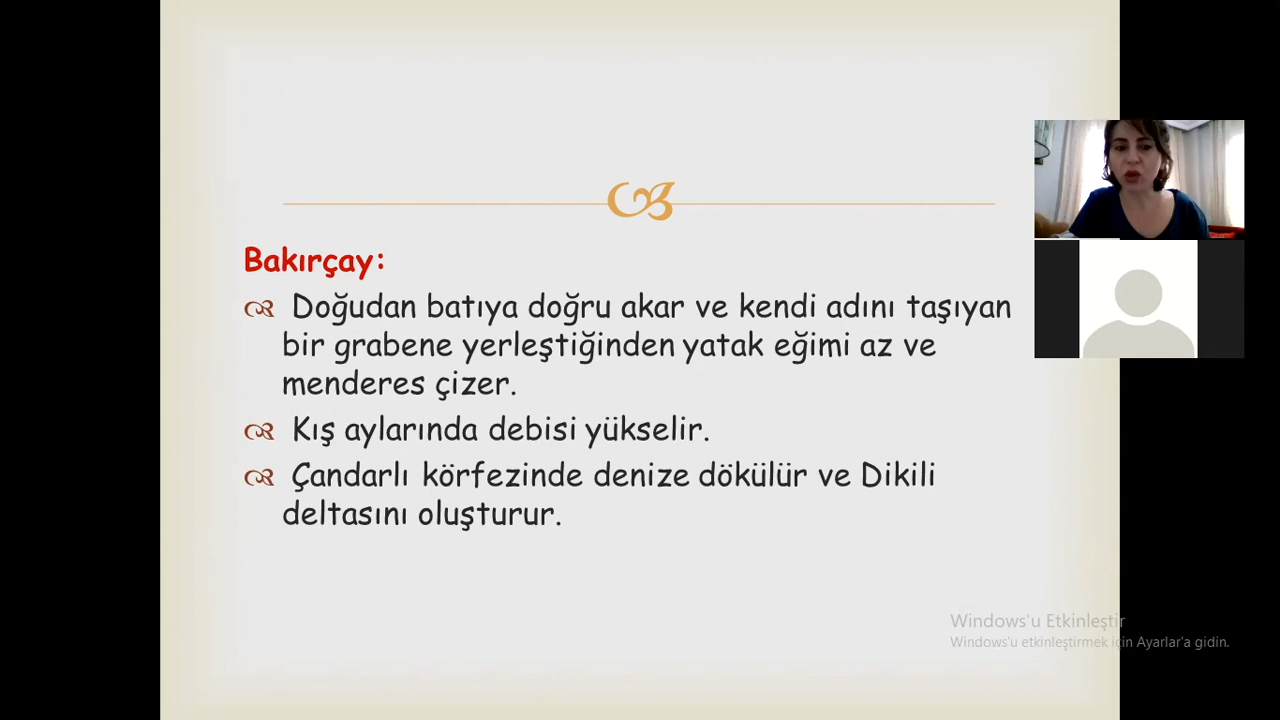 Bakırçay:
Doğudan batıya doğru akar ve kendi adını taşıyan
bir grabene yerleştiğinden yatak eğimi az ve
menderes çizer.
Kış aylarında debisi yükselir.
Çandarlı körfezinde denize dökülür ve Dikili
deltasını oluşturur.
Windows'u Etkinleştir
Windows'u etkinleştirmek için Ayarlar'a gidin.